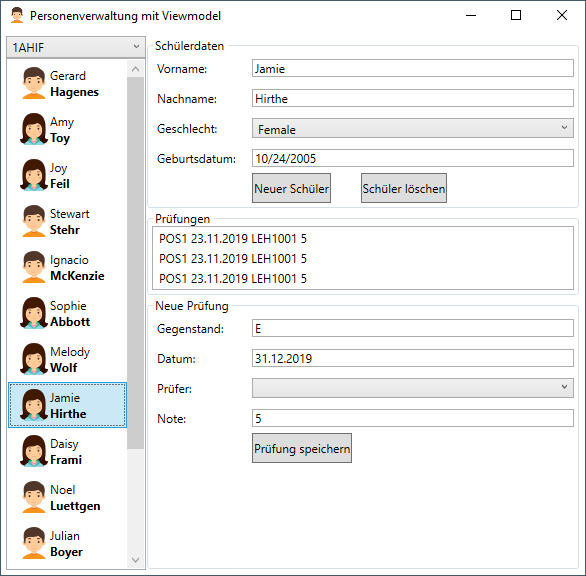 Personenverwaltung mit Viewmodel
1AHIF
Gerard
Hagenes
Amy
Toy
Joy
Feil
Stewart
Stehr
Ignacio
McKenzie
Sophie
Abbott
Melody
Wolf
Jamie
Hirthe
Daisy
Frami
Noel
Luettgen
Julian
Boyer
Schülerdaten
Vorname: Jamie
Nachname: Hirthe
Geschlecht: Female
Geburtsdatum: 10/24/2005
Neuer Schüler Schüler löschen
Prüfungen
POS1 23.11.2019 LEH1001 5
POS1 23.11.2019 LEH1001 5
POS1 23.11.2019 LEH1001 5
Neue Prüfung
Gegenstand: E
Datum: 31.12.2019
Prüfer:
Note: 5
Prüfung speichern